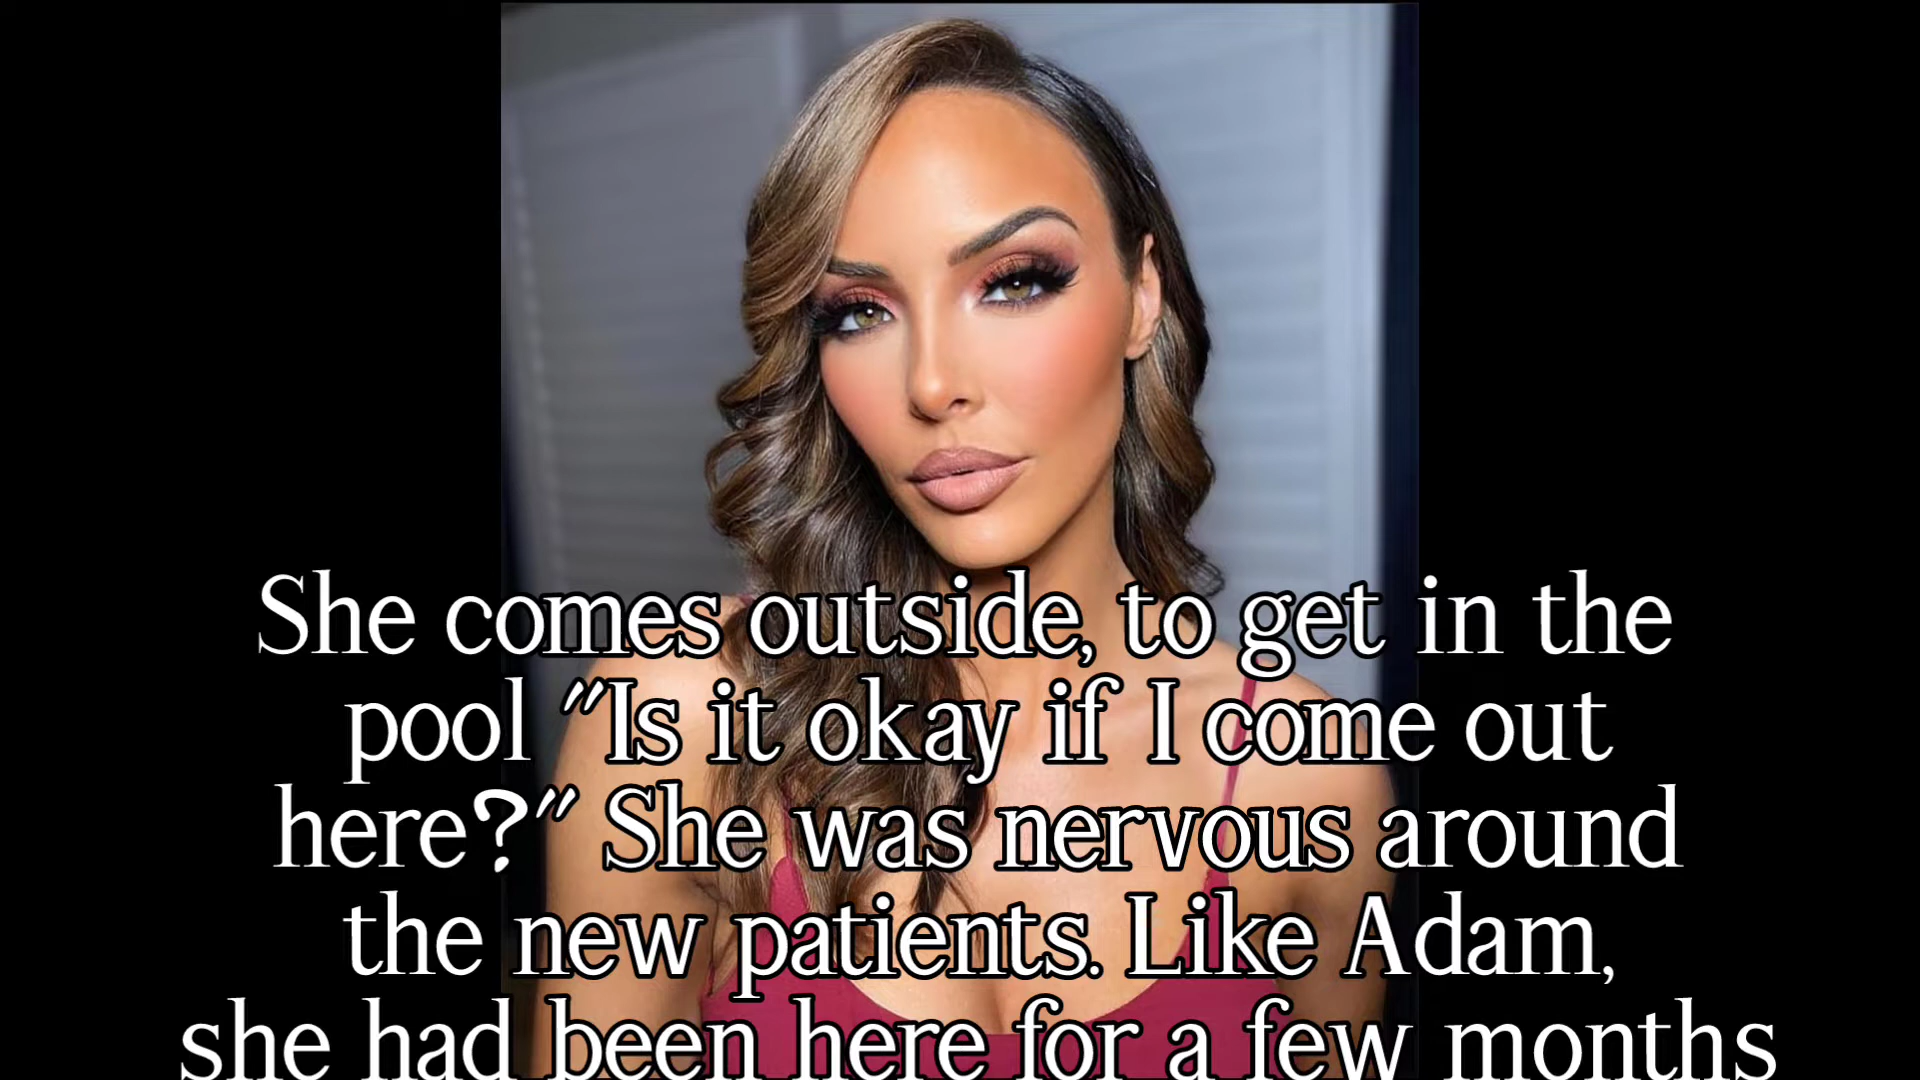 She comes outside, to get in the
pool "Is it okay if I come out
here?" She was nervous around
the new patients. Like Adam,
she had been here for a few months